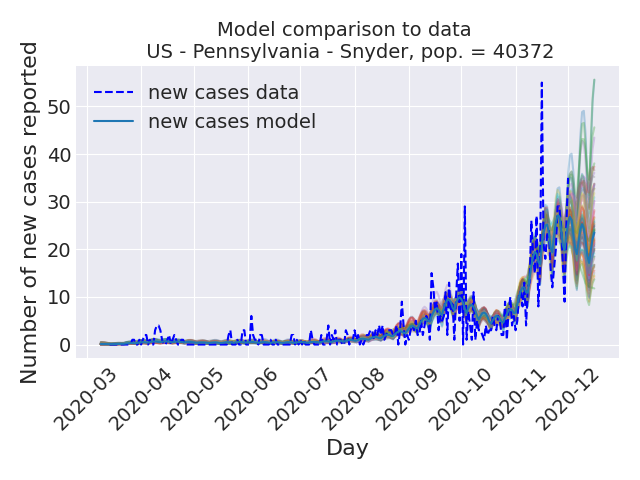 Model comparison to data
US - Pennsylvania - Snyder, pop. = 40372
Number of new cases reported
50
40
30
20
10
0
new cases data
new cases model
2020-03
2020-04
2020-05
2020-06
2020-07
2020-08
2020-09
2020-10
2020-11
2020-12
Day